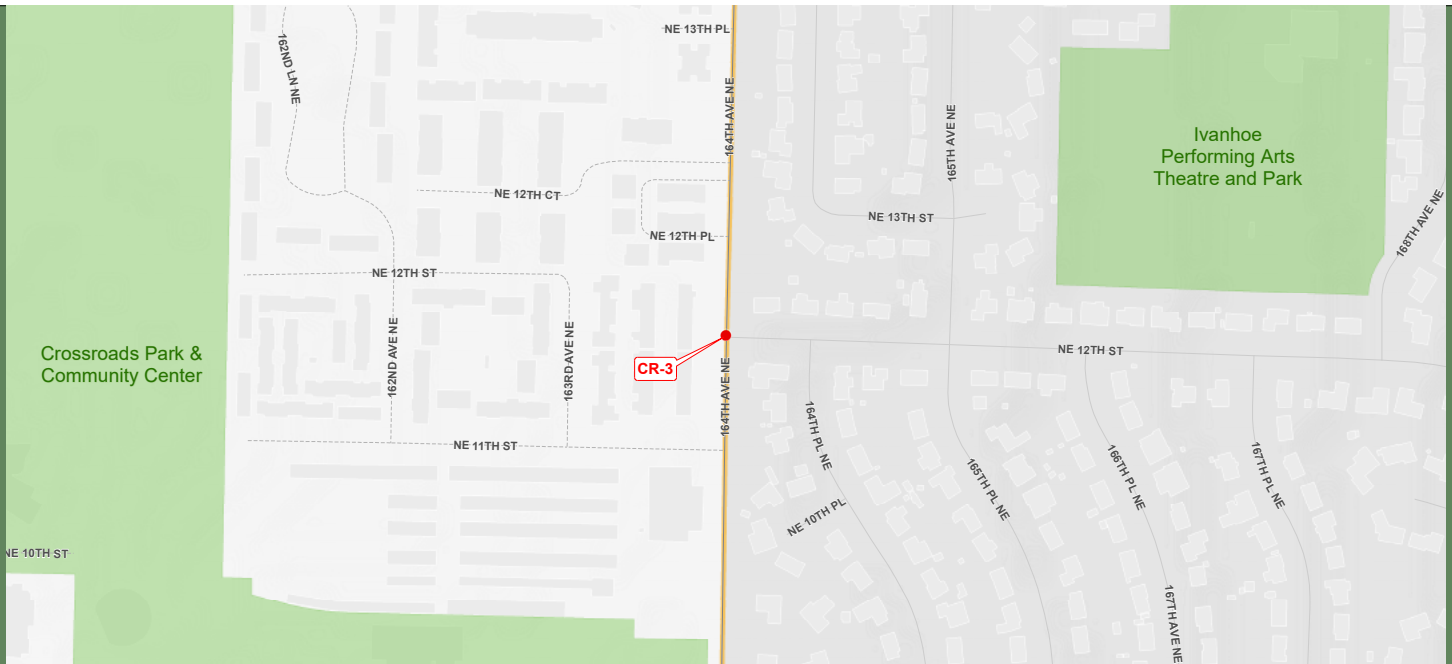 NE 13TH PL
162ND LN NE
164TH AVE NE
165TH AVE NE
Ivanhoe
Performing Arts
Theatre and Park
NE 12TH CT
NE 13TH ST
168TH AVE NE
NE 12TH PL
NE 12TH ST
162ND AVE NE
163RD AVE NE
Crossroads Park &
Community Center
CR-3
164TH AVE NE
NE 12TH ST
164TH PL NE
NE 11TH ST
165TH PL NE
166TH PL NE
167TH PL NE
NE 10TH PL
NE 10TH ST
167TH AVE NE